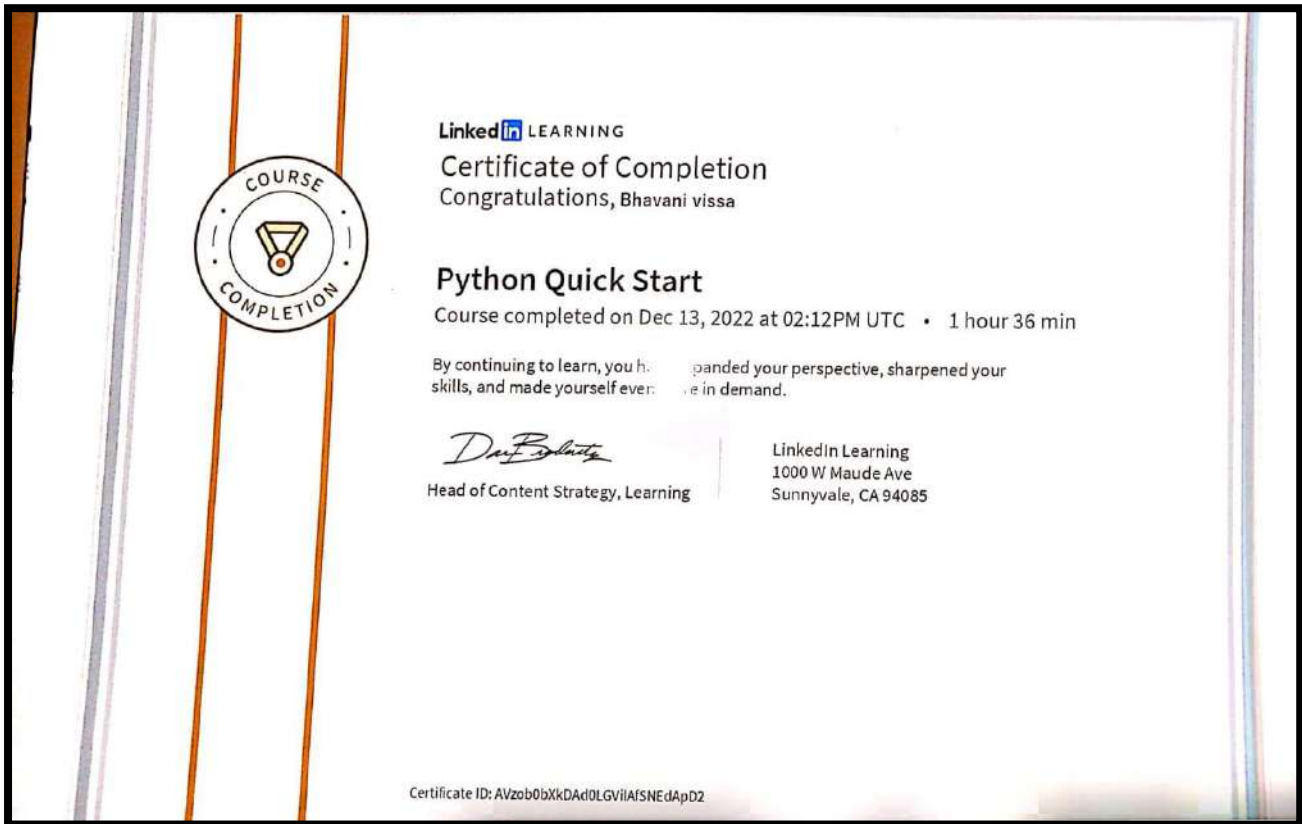 COURSE
COMPLETION
Linked in LEARNING
Certificate of Completion
Congratulations, Bhavani vissa
Python Quick Start
Course completed on Dec 13, 2022 at 02:12PM UTC • 1 hour 36 min
By continuing to learn, you panded your perspective, sharpened your
skills, and made yourself ever e in demand.
Head of Content Strategy, Learning
LinkedIn Learning
1000 W Maude Ave
Sunnyvale, CA 94085
Certificate ID: AVzob0bXkDAd0LGVilAfSNEdApD2